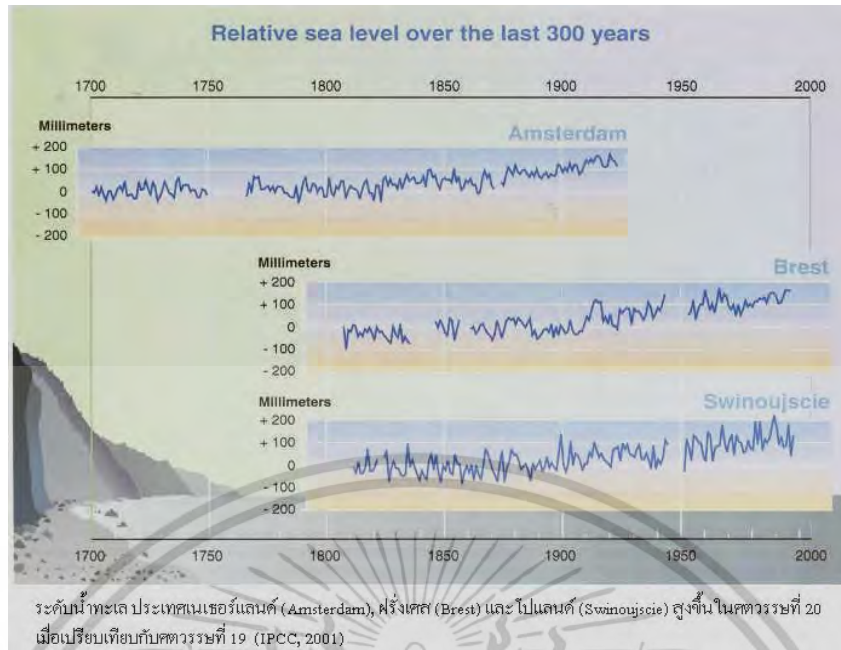 Relative sea level over the last 300 years
1700 1750 1800 1850 1900 1950 2000
Millimeters
Amsterdam
+ 200
+ 100
0
- 100
- 200
Millimeters
Brest
+ 200
+ 100
0
- 100
- 200
Millimeters
Swinoujscie
+ 200
+ 100
0
- 100
- 200
1700 1750 1800 1850 1900 1950 2000
ระดับน้ำทะเล ประเทศเนเธอร์แลนด์ (Amsterdam), ฝรั่งเศส (Brest) และ โปแลนด์ (Swinoujscie) สูงขึ้นในศตวรรษที่ 20
เมื่อเปรียบเทียบกับศตวรรษที่ 19 (IPCC, 2001)